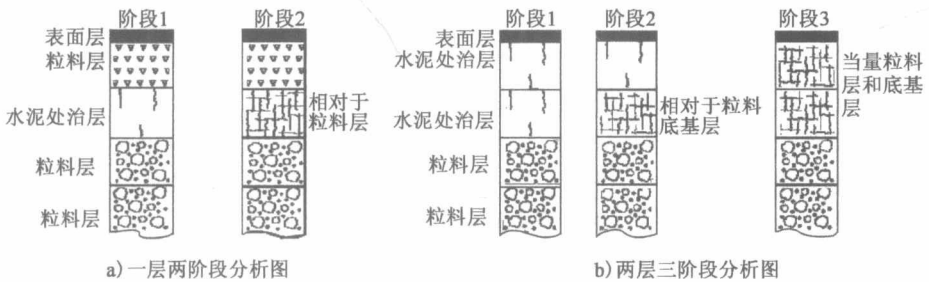 阶段1
阶段2
表面层
粒料层
水泥处治层
相对于
粒料层
粒料层
粒料层
a)一层两阶段分析图
阶段1
阶段2
阶段3
表面层
水泥处治层
水泥处治层
相对于粒料
底基层
当量粒料
层和底基
层
粒料层
粒料层
b)两层三阶段分析图